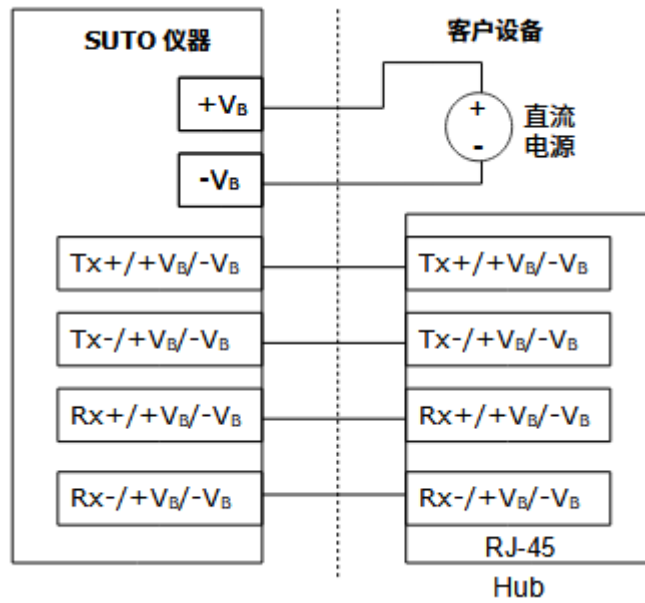 SUTO 仪器
客户设备
+VB
-VB
+
-
直流
电源
Tx+/+VB/-VB
Tx-/+VB/-VB
Rx+/+VB/-VB
Rx-/+VB/-VB
Tx+/+VB/-VB
Tx-/+VB/-VB
Rx+/+VB/-VB
Rx-/+VB/-VB
RJ-45
Hub